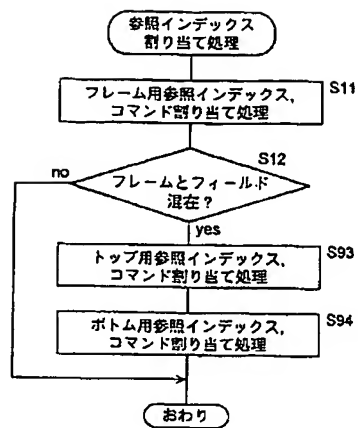 参照インデックス
割り当て処理
フレーム用参照インデックス,
コマンド割り当て処理
S11
S12
no
フレームとフィールド
混在?
yes
トップ用参照インデックス,
コマンド割り当て処理
S93
ボトム用参照インデックス,
コマンド割り当て処理
S94
おわり